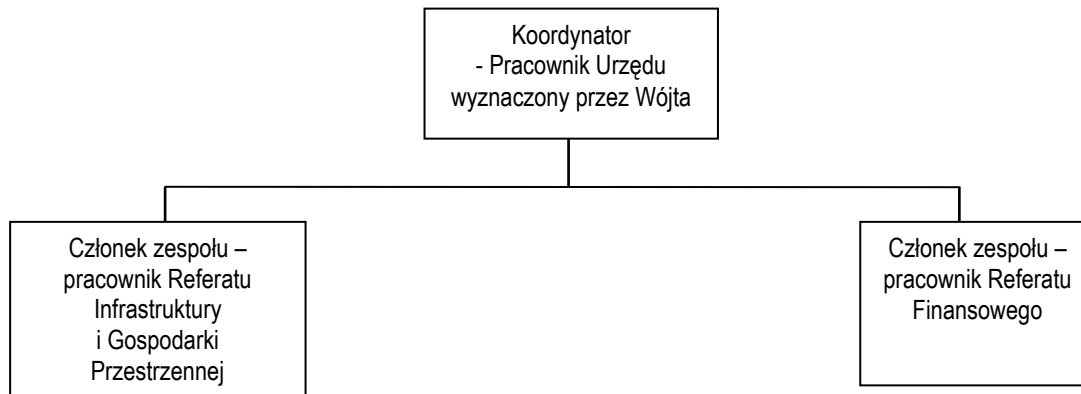 Koordynator
- Pracownik Urzędu
wyznaczony przez Wójta
Członek zespołu –
pracownik Referatu
Infrastruktury
i Gospodarki
Przestrzennej
Członek zespołu –
pracownik Referatu
Finansowego